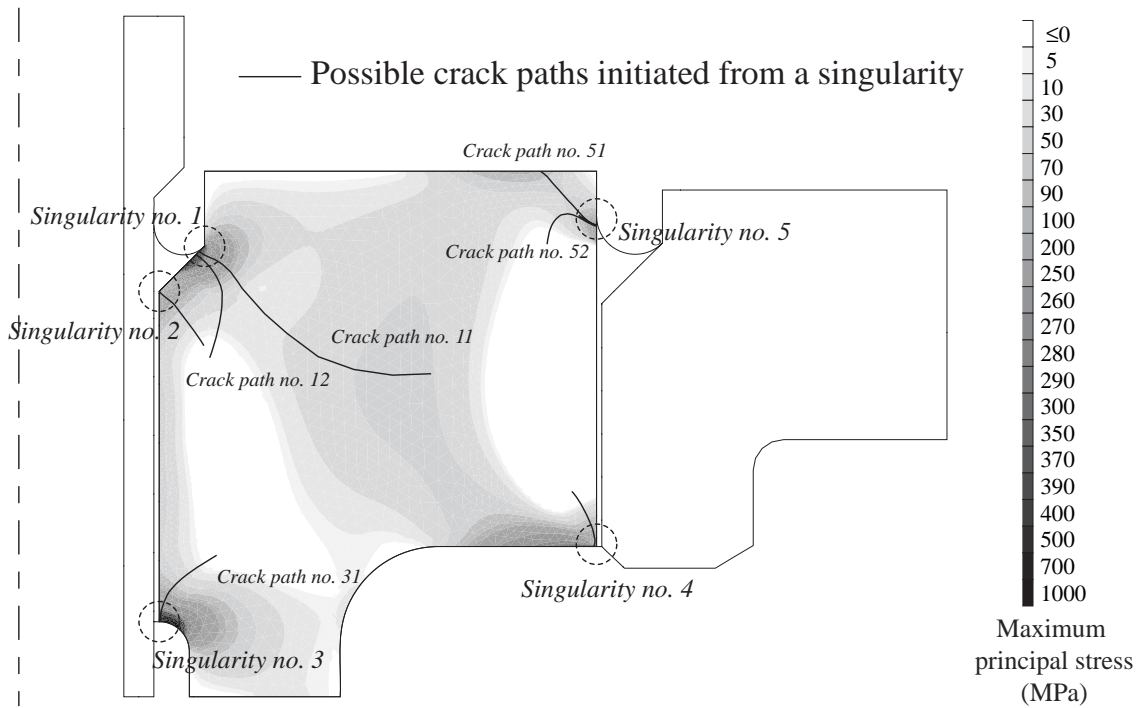 Possible crack paths initiated from a singularity
Crack path no. 51
Singularity no. 1
Singularity no. 5
Crack path no. 52
Singularity no. 2
Crack path no. 11
Crack path no. 12
Crack path no. 31
Singularity no. 4
Singularity no. 3
≤0
5
10
30
50
70
90
100
200
250
260
270
280
290
300
350
370
390
400
500
700
1000
Maximum
principal stress
(MPa)